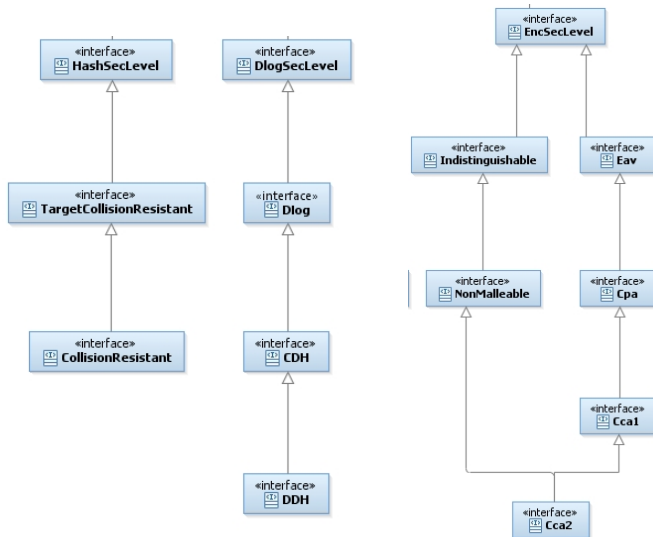 «interface»
HashSecLevel
«interface»
DlogSecLevel
«interface»
EncSecLevel
«interface»
Indistinguishable
«interface»
Eav
«interface»
TargetCollisionResistant
«interface»
Dlog
«interface»
NonMalleable
«interface»
Cpa
«interface»
CollisionResistant
«interface»
CDH
«interface»
Cca1
«interface»
DDH
«interface»
Cca2